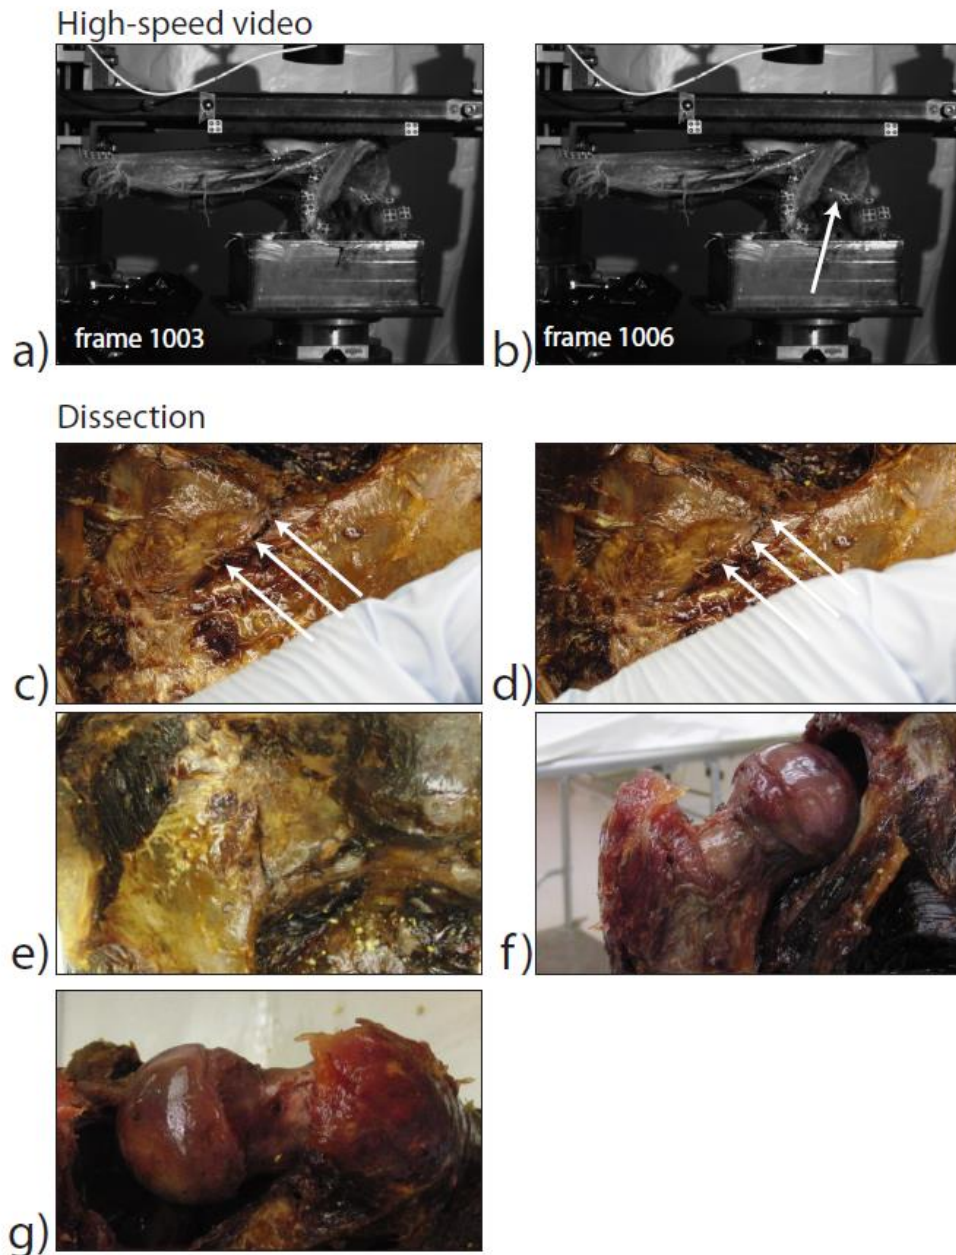 High-speed video
a) frame 1003
b) frame 1006
Dissection
c)
d)
e)
f)
g)